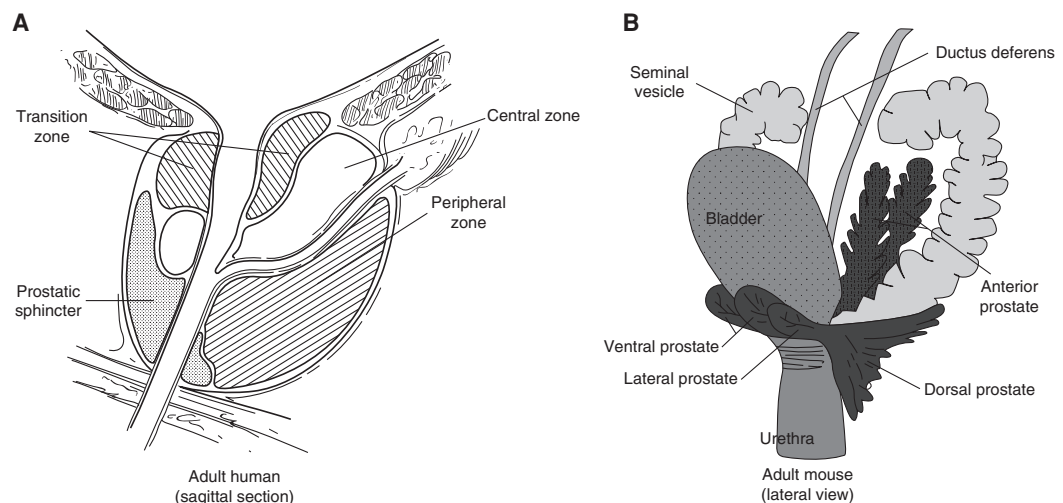 A
Transition
zone
Central zone
Peripheral
zone
Prostatic
sphincter
Adult human
(sagittal section)
B
Ductus deferens
Seminal
vesicle
Bladder
Anterior
prostate
Ventral prostate
Lateral prostate
Dorsal prostate
Urethra
Adult mouse
(lateral view)